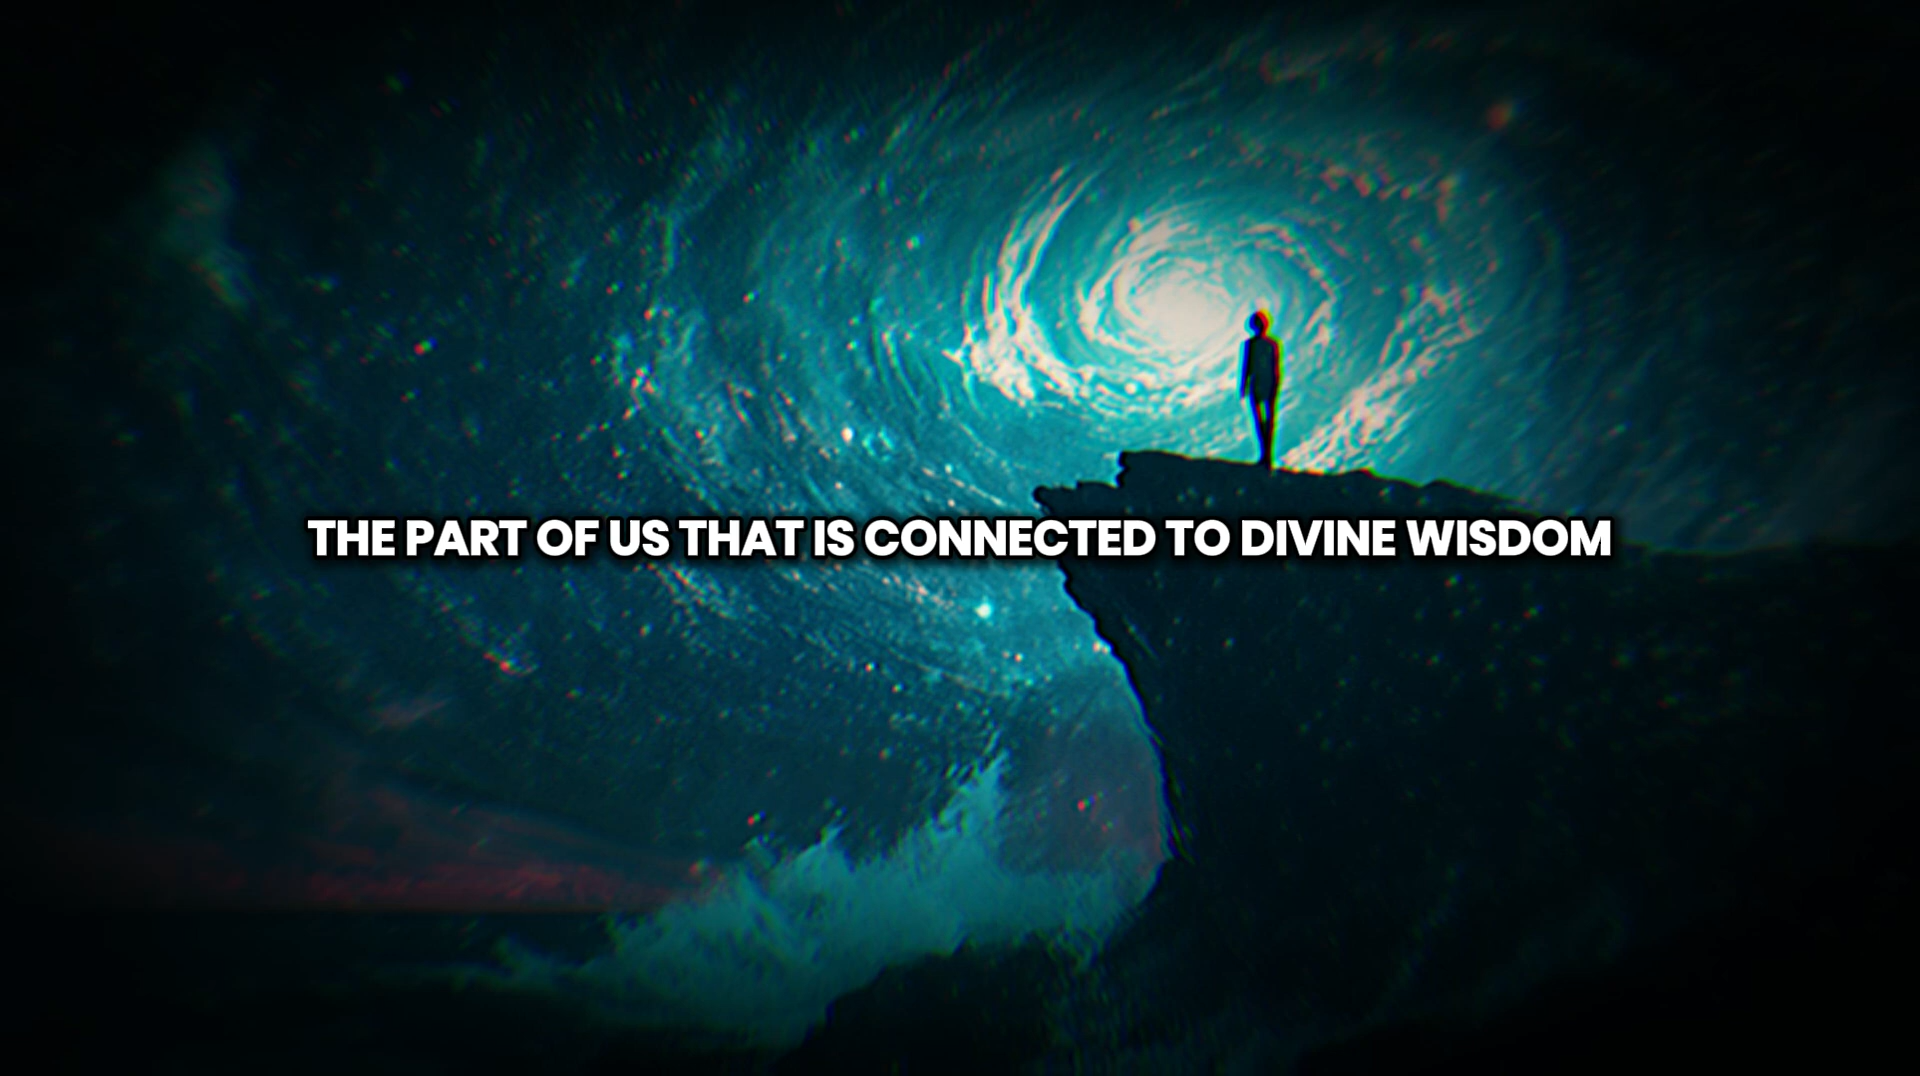 THE PART OF US THAT IS CONNECTED TO DIVINE WISDOM